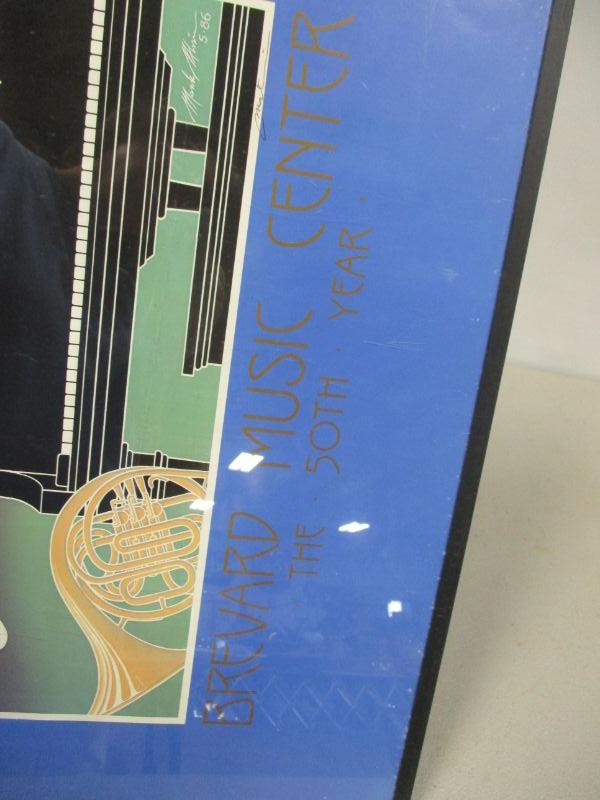 5·86
BREVARD MUSIC CENTER
· THE · 50TH · YEAR ·